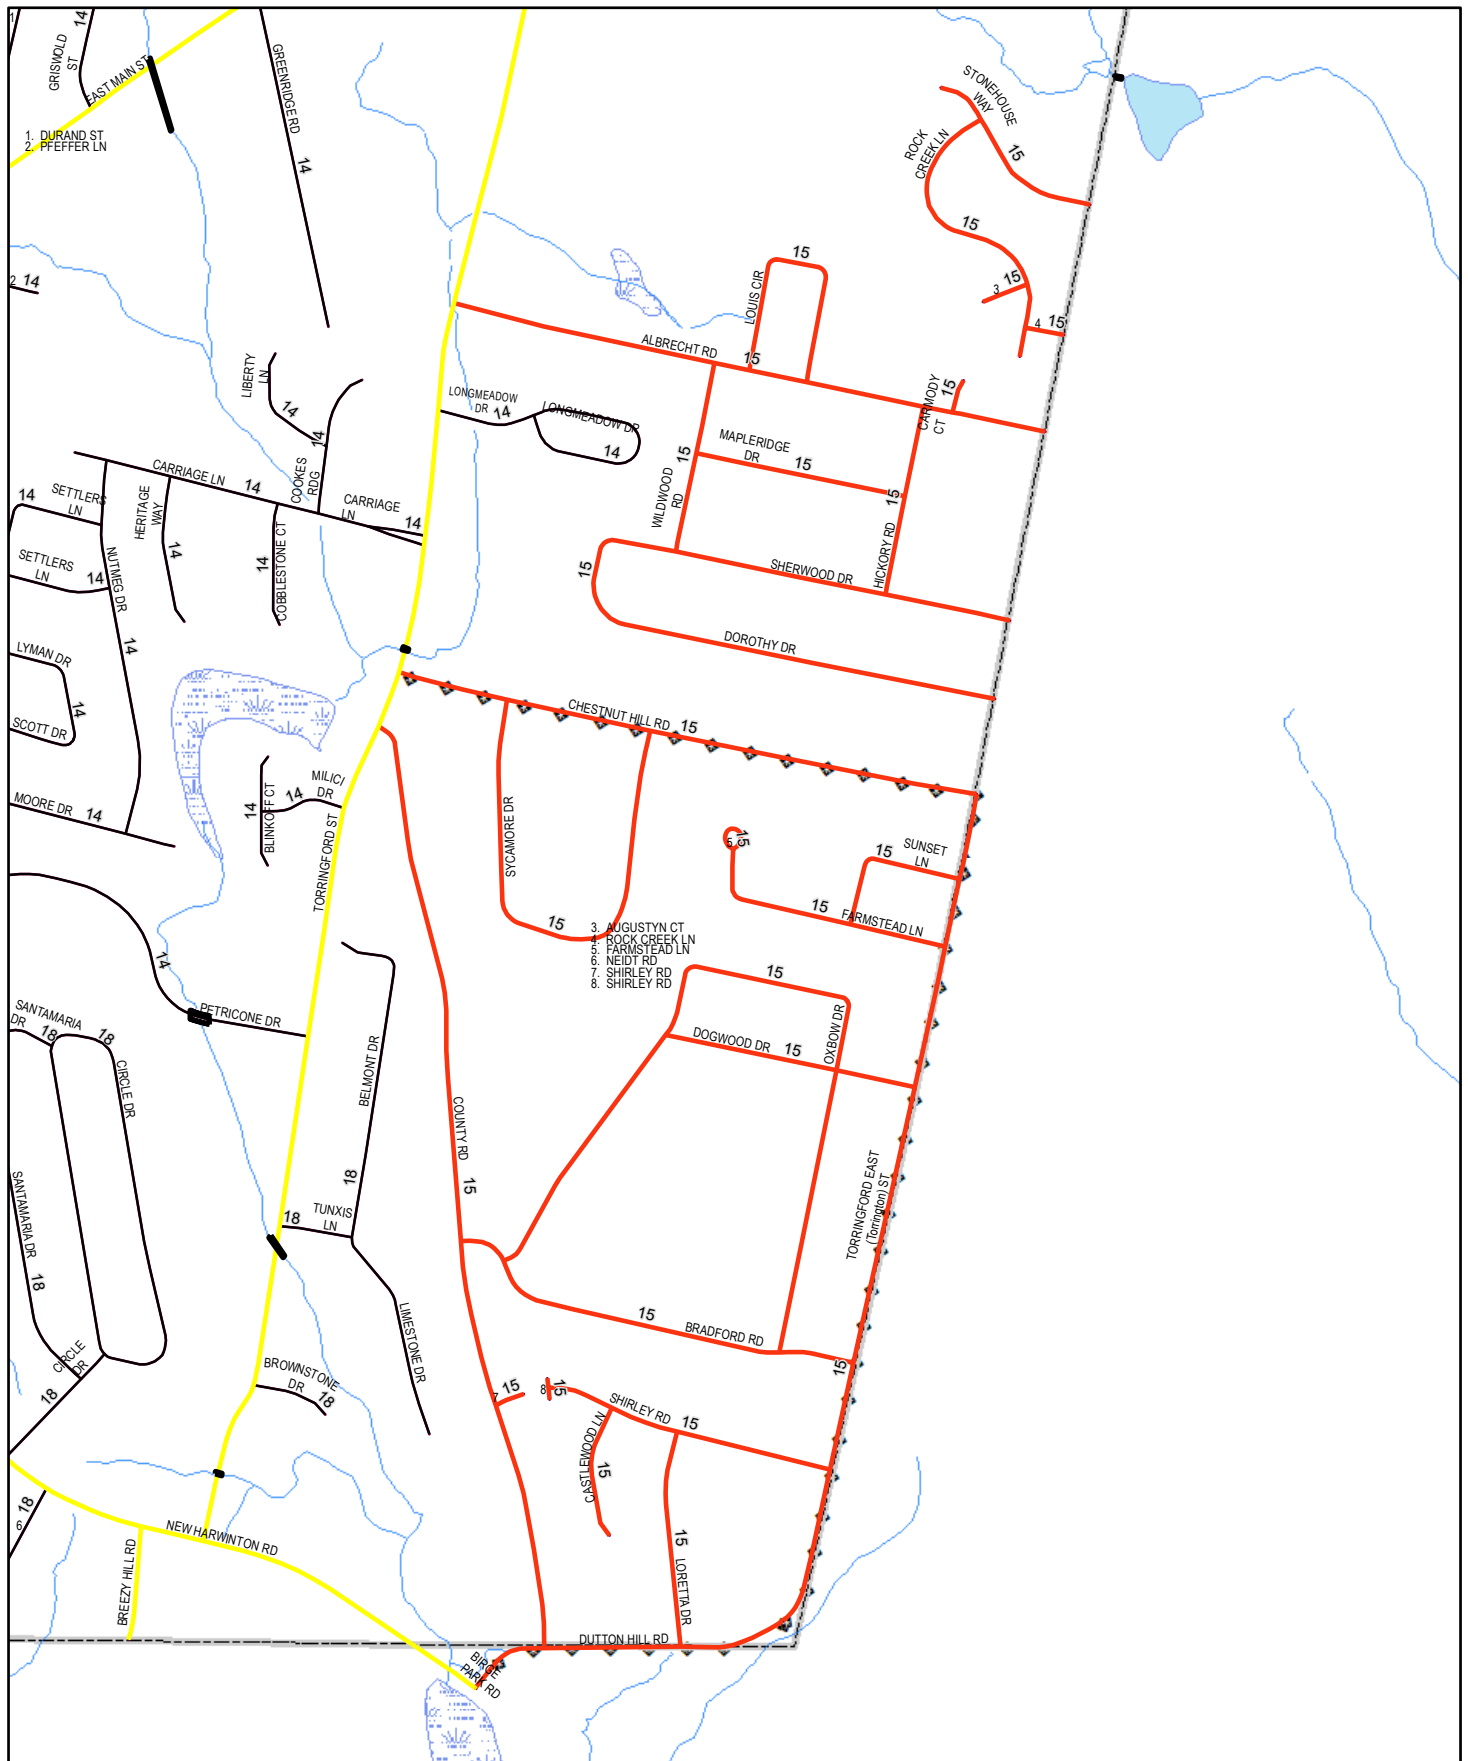 1
GRISWOLD
ST
14
EAST MAIN ST
GREENRIDGE RD
14
1. DURAND ST
2. PFEFFER LN
2 14
STONEHOUSE
WAY
15
ROCK
CREEK LN
15
3 15
4 15
LOUIS CIR
15
ALBRECHT RD
15
LIBERTY
LN
14
14
COOKES
RDG
LONGMEADOW
DR 14
LONGMEADOW DR
14
CARMODY
CT
15
WILDWOOD
RD
15
MAPLERIDGE
DR
15
15
HICKORY RD
CARRIAGE LN
14
CARRIAGE
LN
14
14
SETTLERS
LN
HERITAGE
WAY
14
COBBLESTONE CT
14
SETTLERS
LN
14
NUTMEG DR
14
15
SHERWOOD DR
DOROTHY DR
LYMAN DR
14
SCOTT DR
CHESTNUT HILL RD 15
MOORE DR
14
14
BLINKOFF CT
14
MILICI
DR
TORRINGFORD ST
SYCAMORE DR
15
5
15
15
SUNSET
LN
15
FARMSTEAD LN
3. AUGUSTYN CT
4. ROCK CREEK LN
5. FARMSTEAD LN
6. NEIDT RD
7. SHIRLEY RD
8. SHIRLEY RD
14
PETRICONE DR
SANTAMARIA
DR
18
18
CIRCLE DR
BELMONT DR
18
15
OXBOW DR
DOGWOOD DR
15
COUNTY RD
15
TORRINGFORD EAST
(Torrington) ST
SANTAMARIA DR
18
18
TUNXIS
LN
LIMESTONE DR
15
BRADFORD RD
15
CIRCLE
DR
18
BROWNSTONE
DR
18
7 15
8 15
SHIRLEY RD
15
CASTLEWOOD LN
15
15
LORETTA DR
18
6
NEW HARWINTON RD
BREEZY HILL RD
DUTTON HILL RD
BIRGE
PARK RD